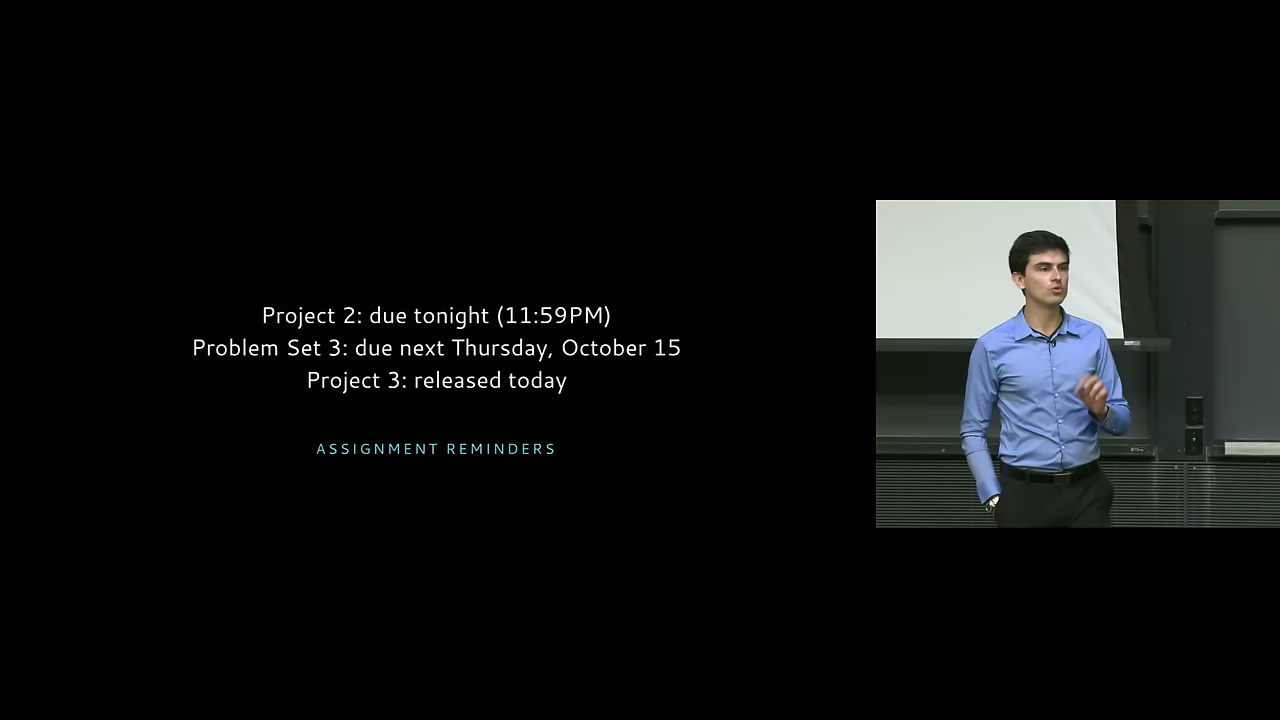 Project 2: due tonight (11:59PM)
Problem Set 3: due next Thursday, October 15
Project 3: released today
ASSIGNMENT REMINDERS